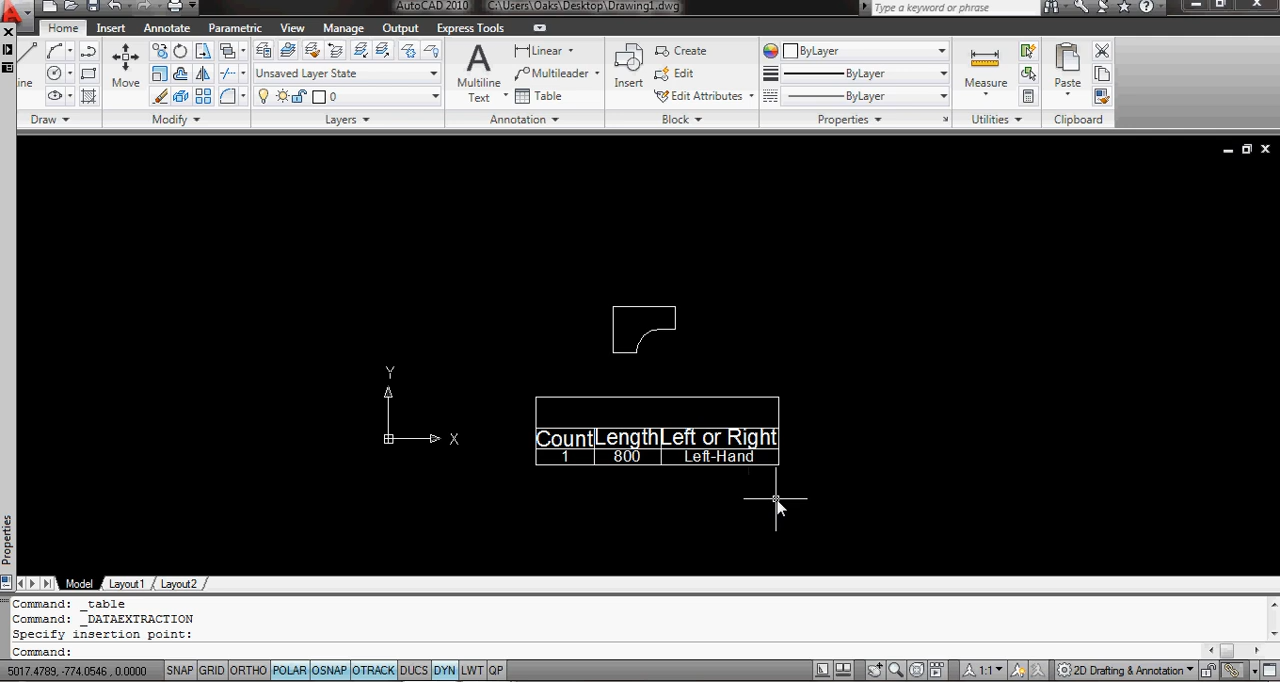 AutoCAD 2010 C:\Users\Oaks\Desktop\Drawing1.dwg Type a keyword or phrase
Home Insert Annotate Parametric View Manage Output Express Tools
ine
Move
Unsaved Layer State
0
Multiline
Text
Linear
Multileader
Table
Insert
Create
Edit
Edit Attributes
ByLayer
ByLayer
ByLayer
Measure
Paste
Draw Modify Layers Annotation Block Properties Utilities Clipboard
Y
X
Count Length Left or Right
1 800 Left-Hand
Properties
Model Layout1 Layout2
Command: _table
Command: _DATAEXTRACTION
Specify insertion point:
Command:
5017.4789, -774.0546 , 0.0000 SNAP GRID ORTHO POLAR OSNAP OTRACK DUCS DYN LWT QP 1:1 2D Drafting & Annotation